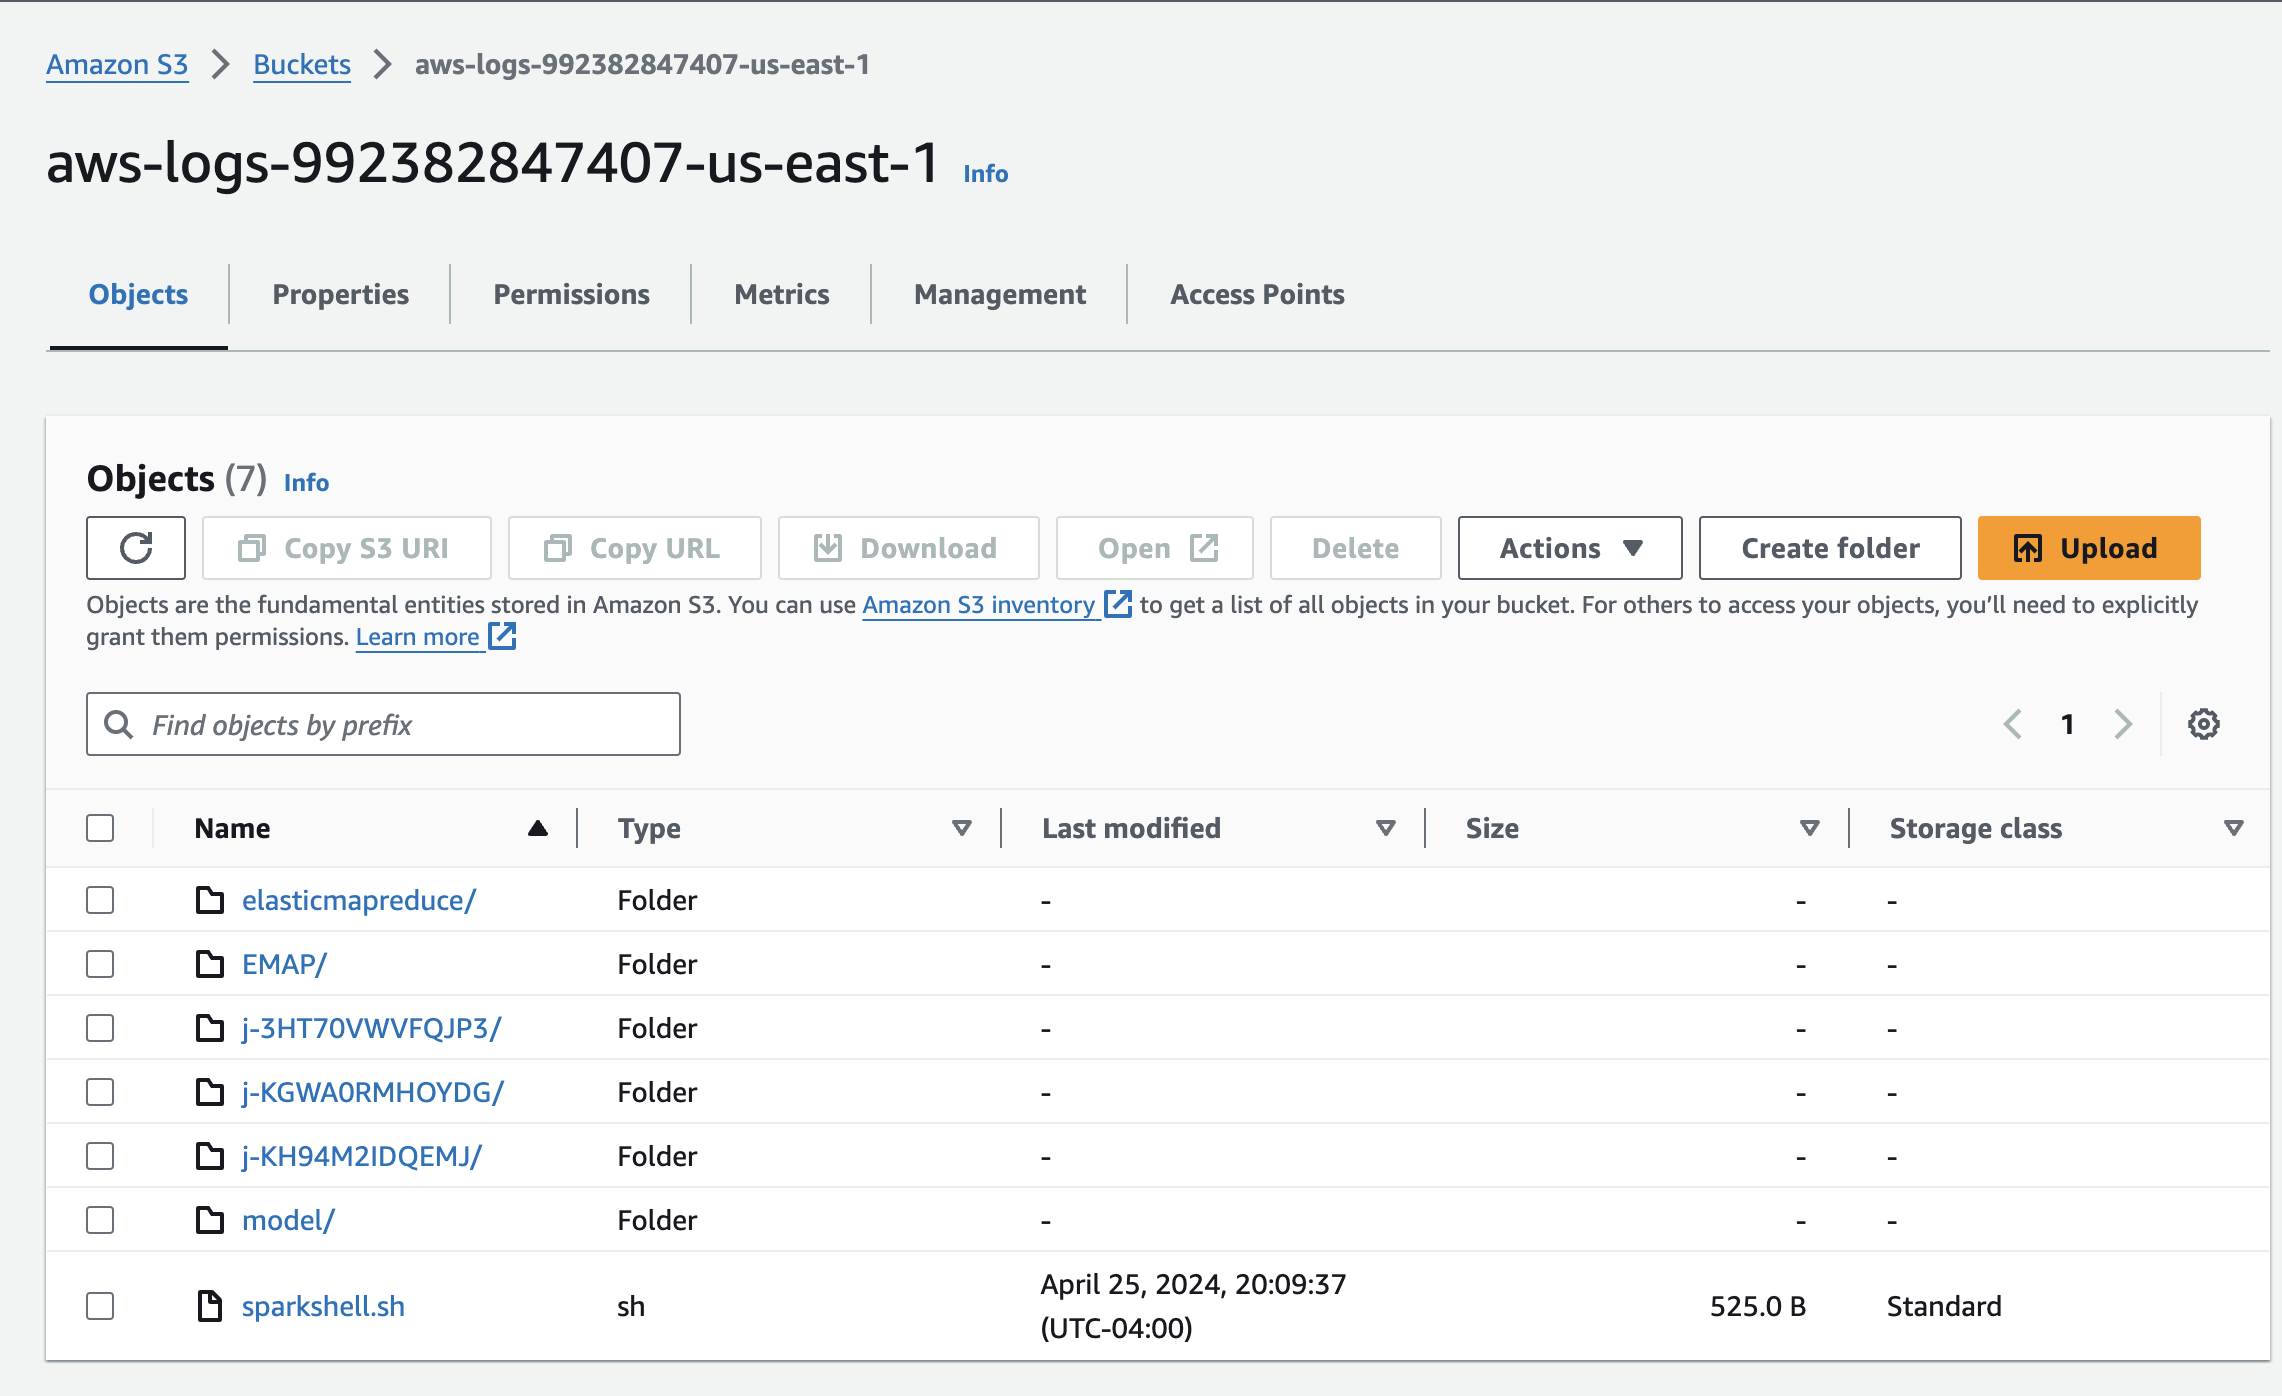 Amazon S3 > Buckets > aws-logs-992382847407-us-east-1
aws-logs-992382847407-us-east-1 Info
Objects Properties Permissions Metrics Management Access Points
Objects (7) Info
Copy S3 URI Copy URL Download Open Delete Actions Create folder Upload
Objects are the fundamental entities stored in Amazon S3. You can use Amazon S3 inventory to get a list of all objects in your bucket. For others to access your objects, you’ll need to explicitly
grant them permissions. Learn more
Find objects by prefix 1
Name Type Last modified Size Storage class
elasticmapreduce/ Folder - - -
EMAP/ Folder - - -
j-3HT70VWVFQJP3/ Folder - - -
j-KGWA0RMHOYDG/ Folder - - -
j-KH94M2IDQEMJ/ Folder - - -
model/ Folder - - -
sparkshell.sh sh April 25, 2024, 20:09:37 525.0 B Standard
(UTC-04:00)